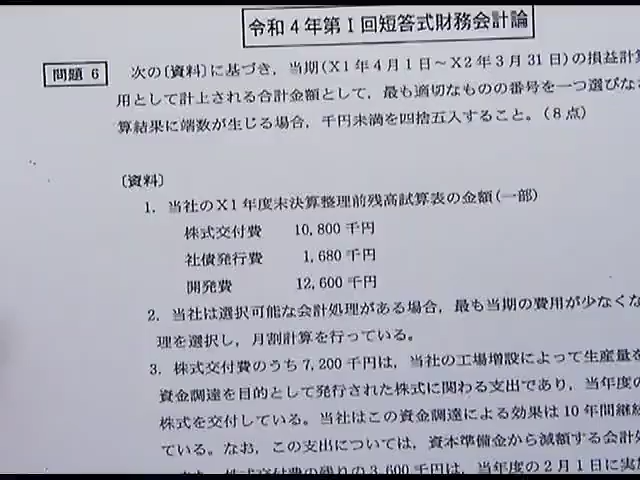 令和4年第Ⅰ回短答式財務会計論
問題 6
次の〔資料〕に基づき，当期(X1年4月1日～X2年3月31日)の損益計
用として計上される合計金額として，最も適切なものの番号を一つ選びな
算結果に端数が生じる場合，千円未満を四捨五入すること。(8点)
〔資料〕
1. 当社のX1年度末決算整理前残高試算表の金額(一部)
株式交付費 10,800 千円
社債発行費 1,680 千円
開発費 12,600 千円
2. 当社は選択可能な会計処理がある場合，最も当期の費用が少なくな
理を選択し，月割計算を行っている。
3. 株式交付費のうち7,200千円は，当社の工場増設によって生産量を
資金調達を目的として発行された株式に関わる支出であり，当年度の
株式を交付している。当社はこの資金調達による効果は10年間継続
ている。なお，この支出については，資本準備金から減額する会計処
株式交付費の残りの3,600千円は，当年度の2月1日に実施